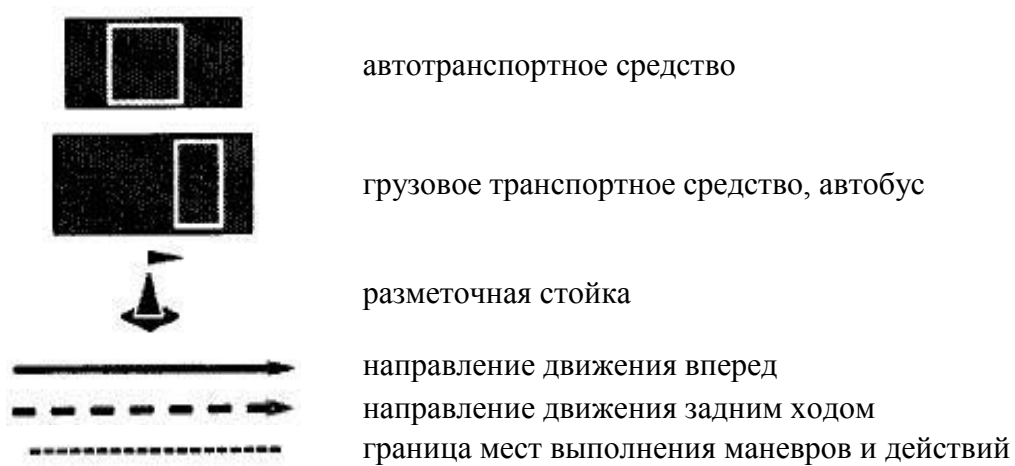 автотранспортное средство
грузовое транспортное средство, автобус
разметочная стойка
направление движения вперед
направление движения задним ходом
граница мест выполнения маневров и действий